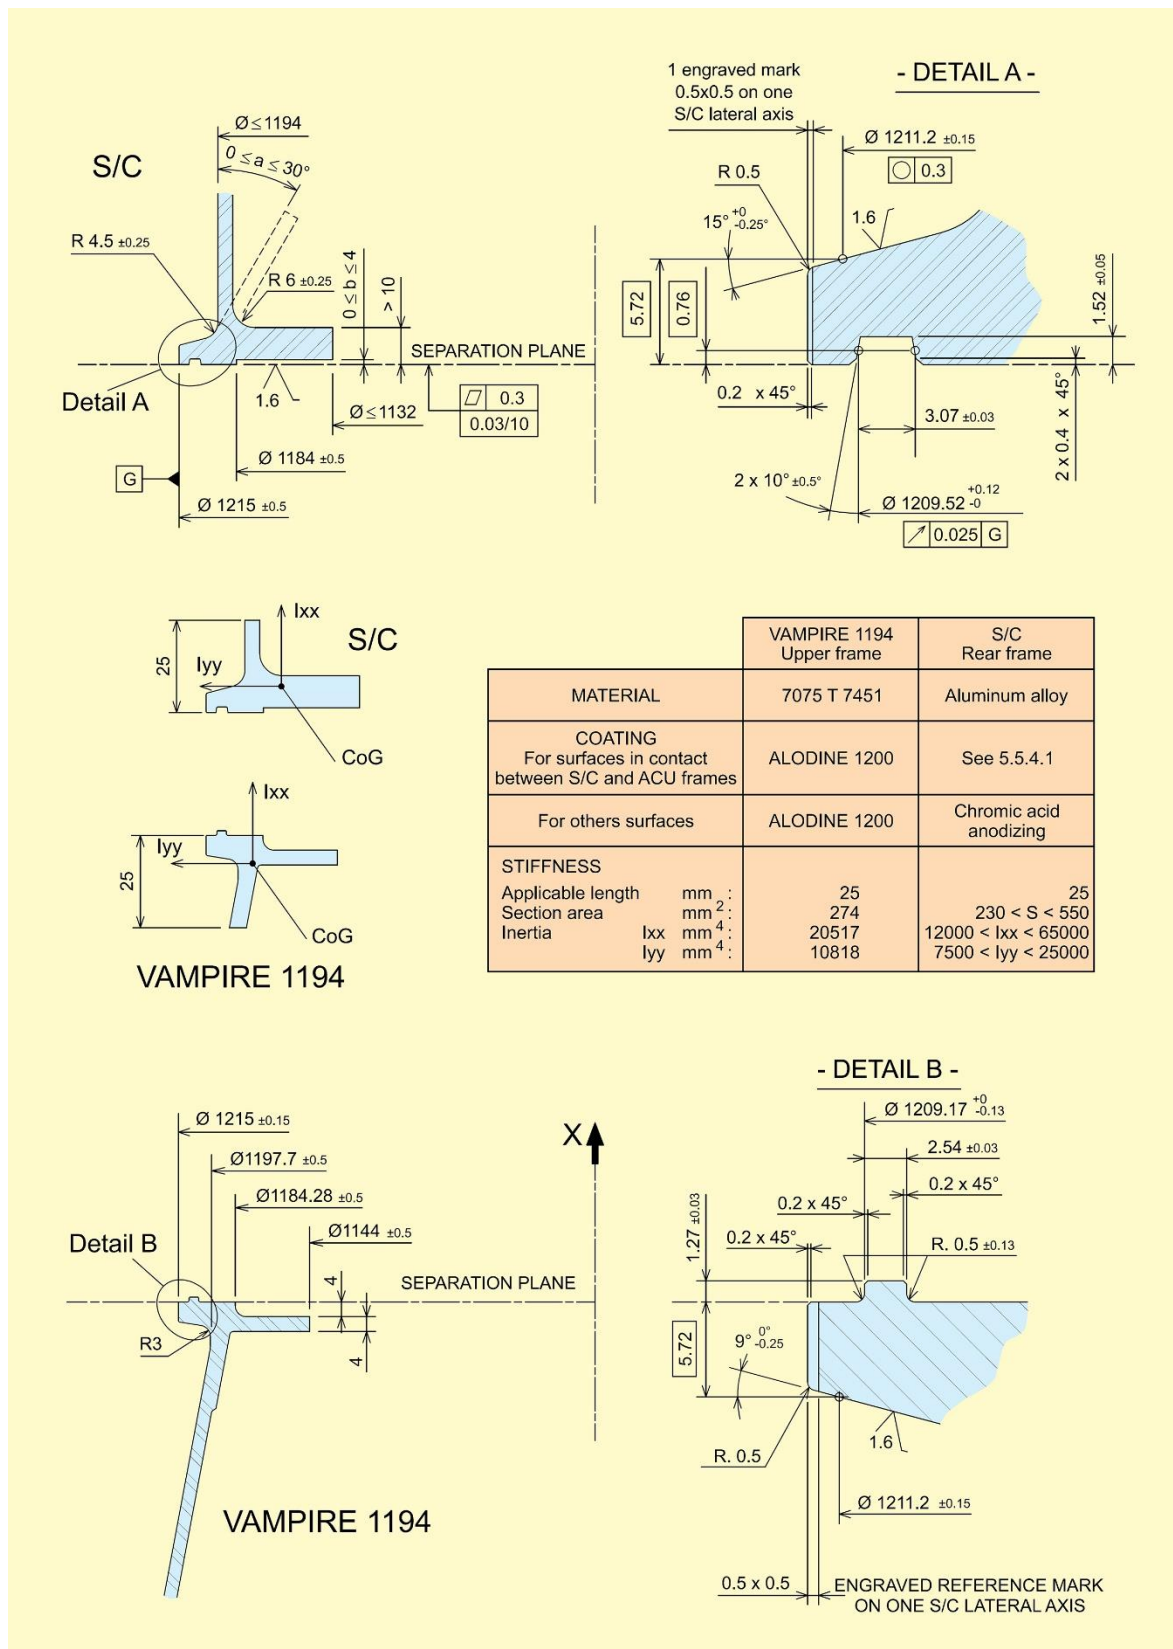 1 engraved mark
0.5x0.5 on one
S/C lateral axis
- DETAIL A -
Ø ≤ 1194
0 ≤ a ≤ 30°
S/C
R 4.5 ±0.25
R 6 ±0.25
0 ≤ b ≤ 4
> 10
SEPARATION PLANE
Detail A
1.6
0.3
0.03/10
Ø ≤ 1132
Ø 1184 ±0.5
G
Ø 1215 ±0.5
Ø 1211.2 ±0.15
0.3
R 0.5
15° +0 -0.25°
1.6
5.72
0.76
1.52 ±0.05
0.2 x 45°
3.07 ±0.03
2 x 0.4 x 45°
2 x 10° ±0.5°
Ø 1209.52 +0.12 -0
0.025 G
Ixx
S/C
25
Iyy
CoG
Ixx
Iyy
25
CoG
VAMPIRE 1194
VAMPIRE 1194
Upper frame
S/C
Rear frame
MATERIAL
7075 T 7451
Aluminum alloy
COATING
For surfaces in contact
between S/C and ACU frames
ALODINE 1200
See 5.5.4.1
For others surfaces
ALODINE 1200
Chromic acid
anodizing
STIFFNESS
Applicable length mm : 25 25
Section area mm² : 274 230 < S < 550
Inertia Ixx mm⁴ : 20517 12000 < Ixx < 65000
Iyy mm⁴ : 10818 7500 < Iyy < 25000
- DETAIL B -
Ø 1215 ±0.15
Ø1197.7 ±0.5
Ø1184.28 ±0.5
Ø1144 ±0.5
Detail B
X
SEPARATION PLANE
4
4
R3
VAMPIRE 1194
Ø 1209.17 +0 -0.13
2.54 ±0.03
0.2 x 45°
0.2 x 45°
0.2 x 45°
1.27 ±0.03
R. 0.5 ±0.13
5.72
9° 0° -0.25
R. 0.5
1.6
Ø 1211.2 ±0.15
0.5 x 0.5
ENGRAVED REFERENCE MARK
ON ONE S/C LATERAL AXIS